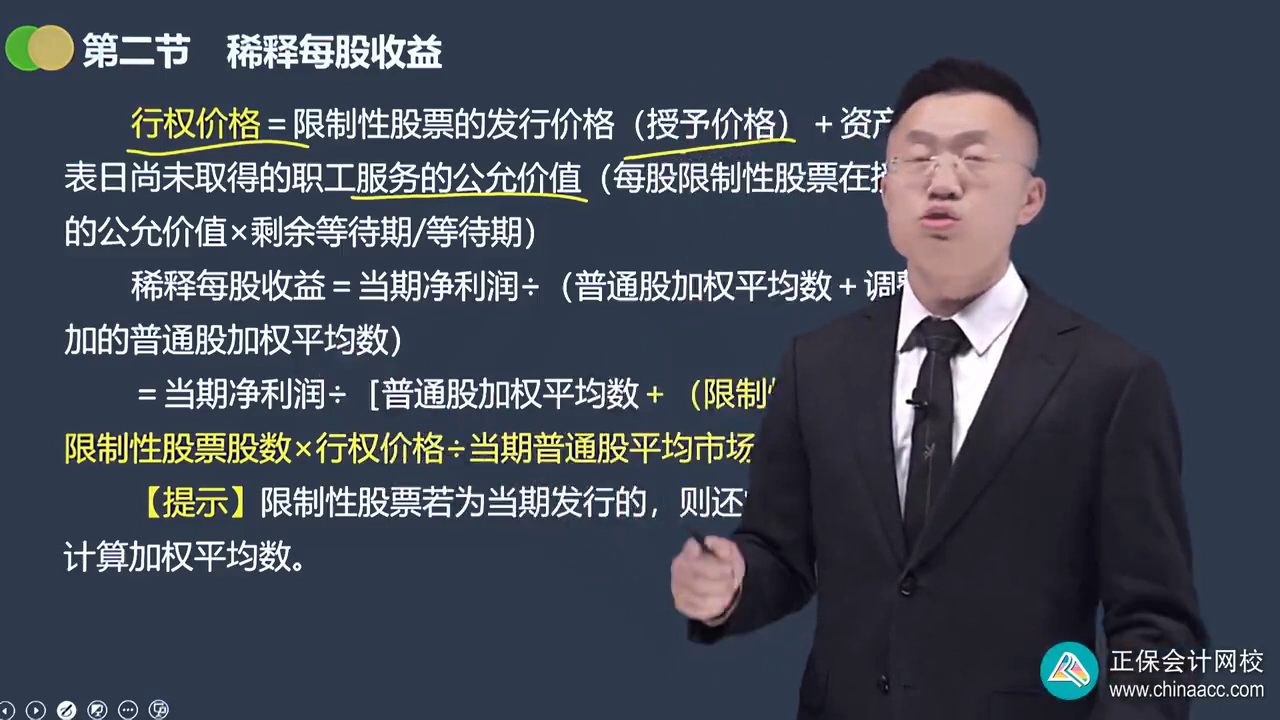 第二节 稀释每股收益
行权价格＝限制性股票的发行价格（授予价格）＋资产
表日尚未取得的职工服务的公允价值（每股限制性股票在
的公允价值×剩余等待期/等待期）
稀释每股收益＝当期净利润÷（普通股加权平均数＋调
加的普通股加权平均数）
＝当期净利润÷［普通股加权平均数＋（限制
限制性股票股数×行权价格÷当期普通股平均市场
【提示】限制性股票若为当期发行的，则还
计算加权平均数。
正保会计网校
www.chinaacc.com